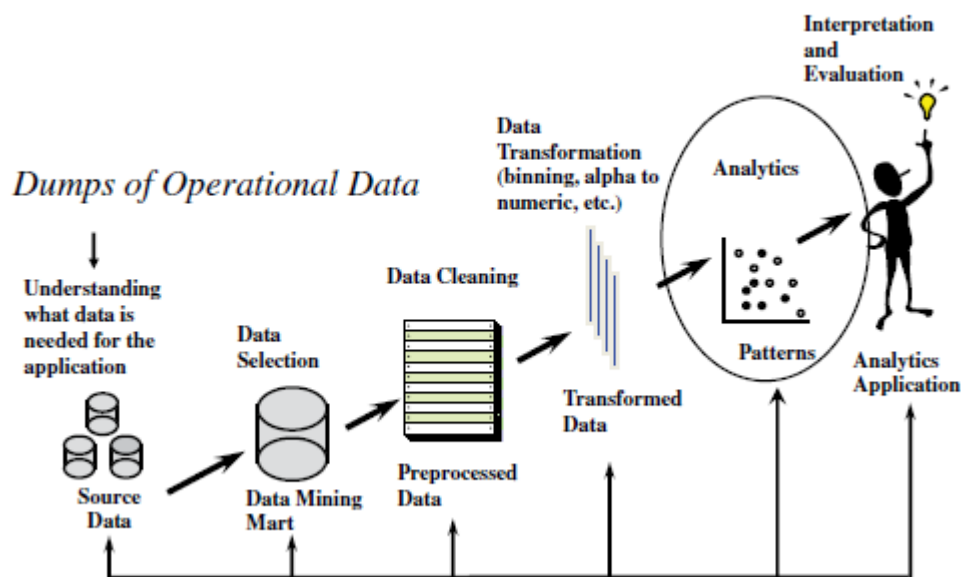 Interpretation
and
Evaluation
Data
Transformation
(binning, alpha to
numeric, etc.)
Analytics
Dumps of Operational Data
Data Cleaning
Understanding
what data is
needed for the
application
Data
Selection
Patterns
Analytics
Application
Transformed
Data
Preprocessed
Data
Source
Data
Data Mining
Mart